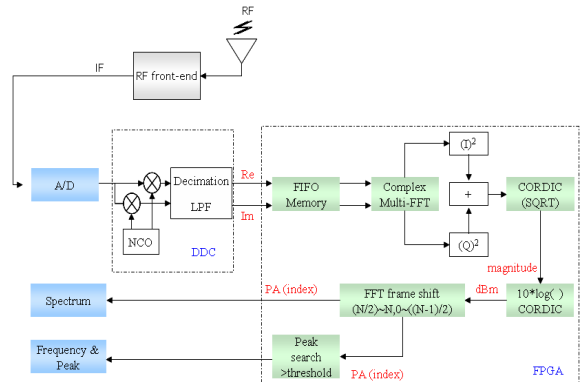 RF
IF
RF front-end
(I)²
A/D
Decimation
LPF
Re
Im
FIFO
Memory
Complex
Multi-FFT
+
CORDIC
(SQRT)
NCO
DDC
(Q)²
magnitude
Spectrum
PA (index)
FFT frame shift
(N/2)~N,0~((N-1)/2)
dBm
10*log( )
CORDIC
Frequency &
Peak
Peak
search
>threshold
PA (index)
FPGA